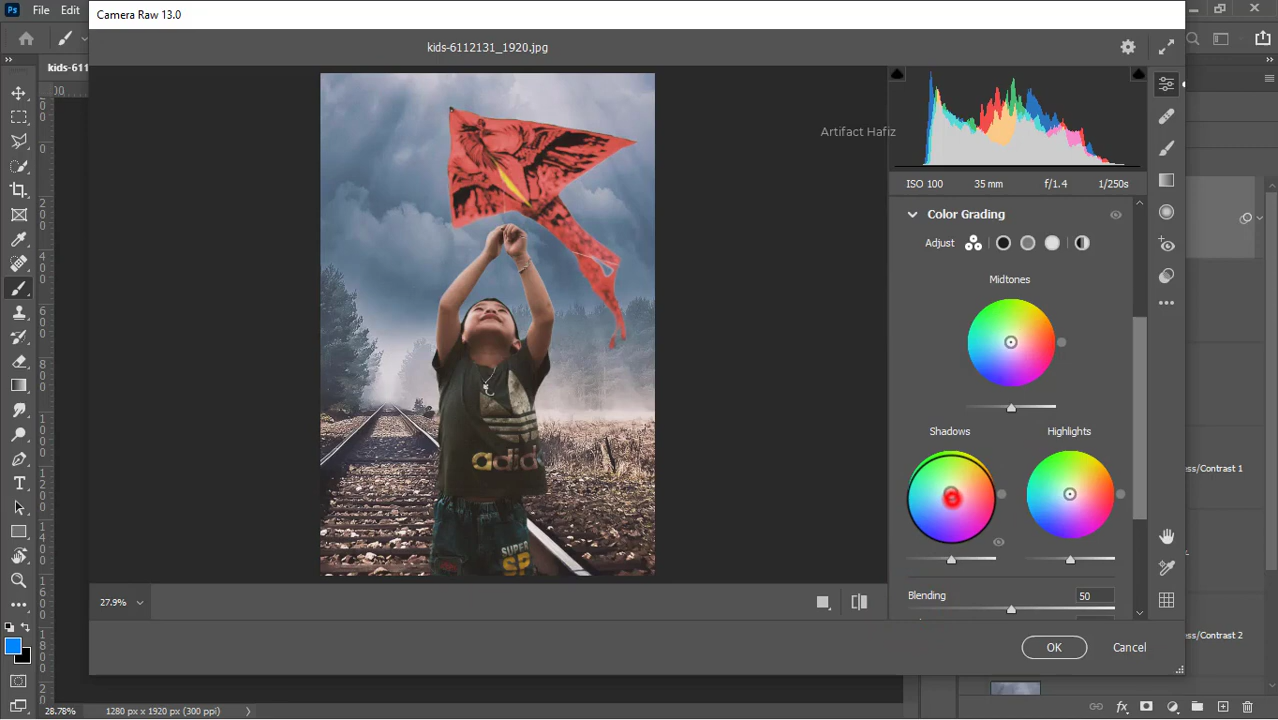 Ps
File
Edit
Camera Raw 13.0
kids-6112131_1920.jpg
kids-611
Artifact Hafiz
ISO 100 35 mm f/1.4 1/250s
Color Grading
Adjust
Midtones
Shadows Highlights
Blending 50
adid
SUPER
SP
ess/Contrast 1
ess/Contrast 2
27.9%
OK Cancel
28.78% 1280 px x 1920 px (300 ppi)